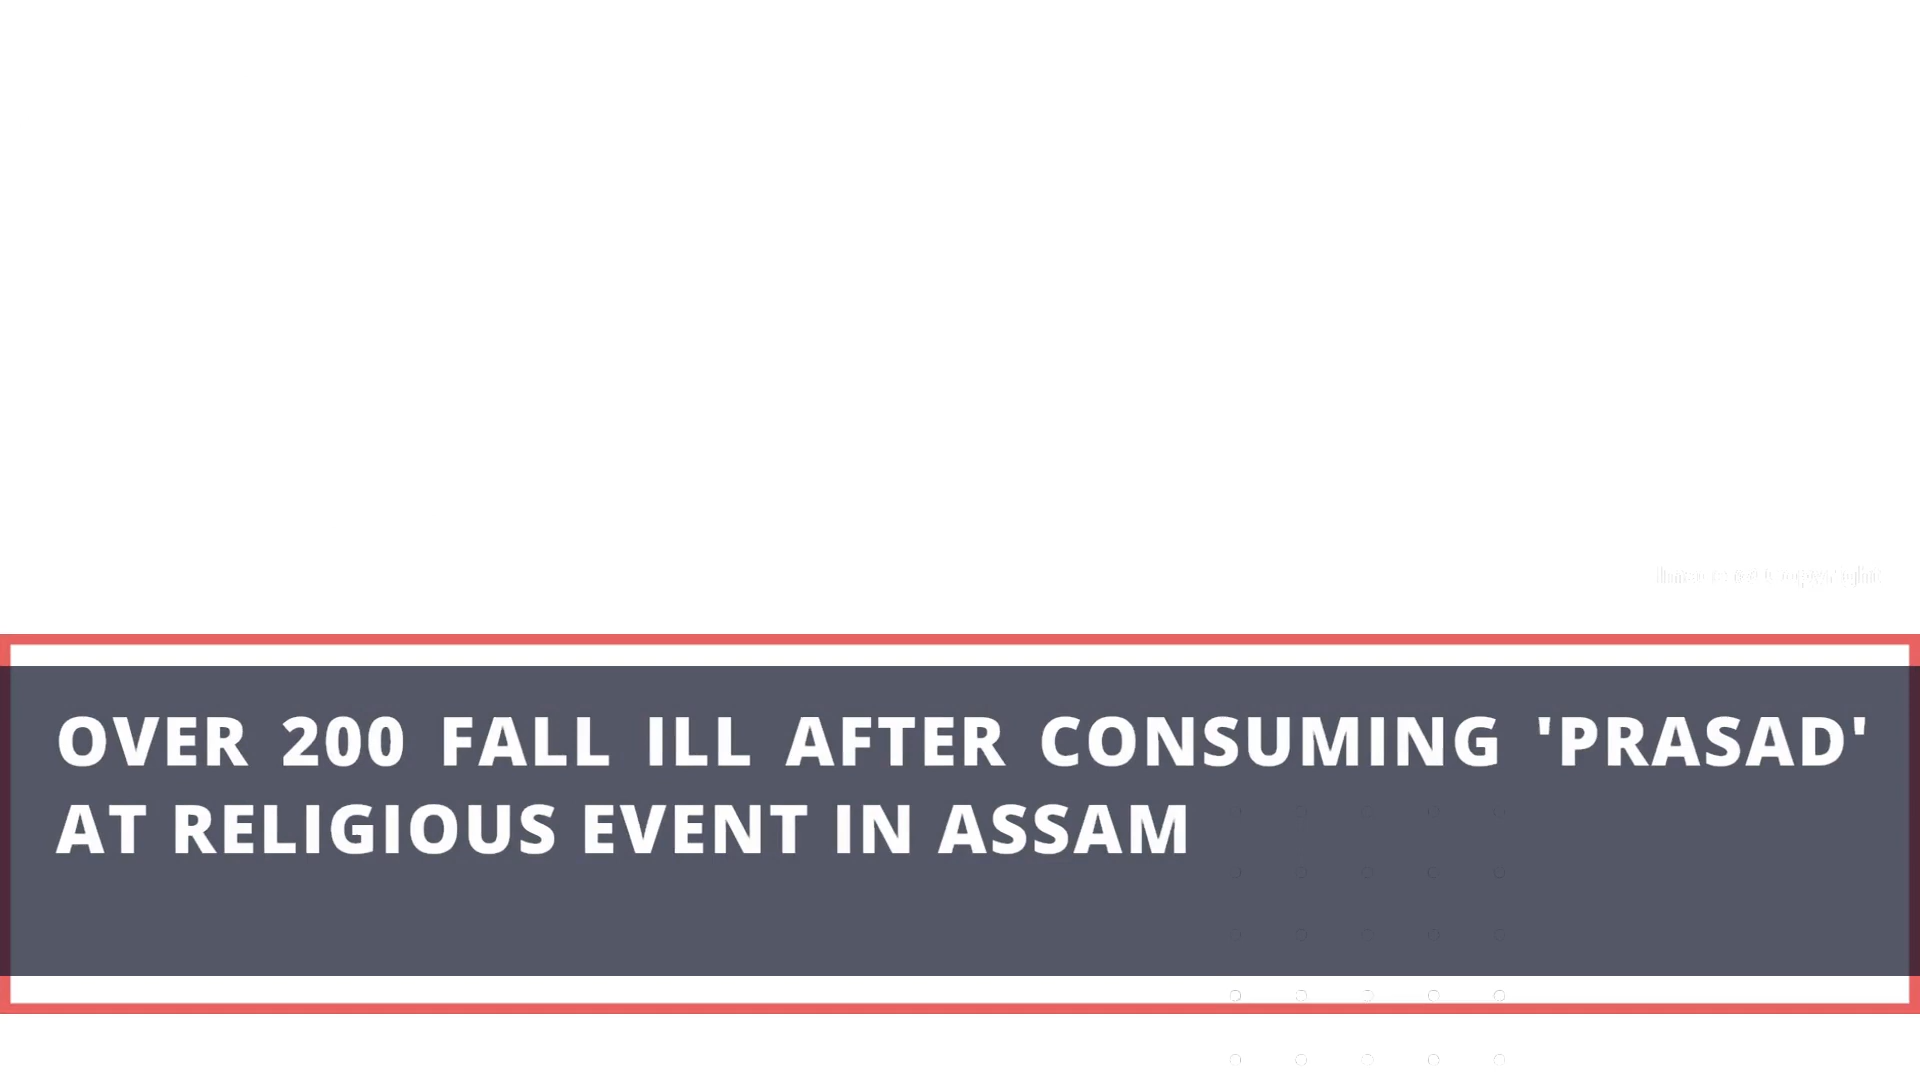 OVER 200 FALL ILL AFTER CONSUMING 'PRASAD'
AT RELIGIOUS EVENT IN ASSAM